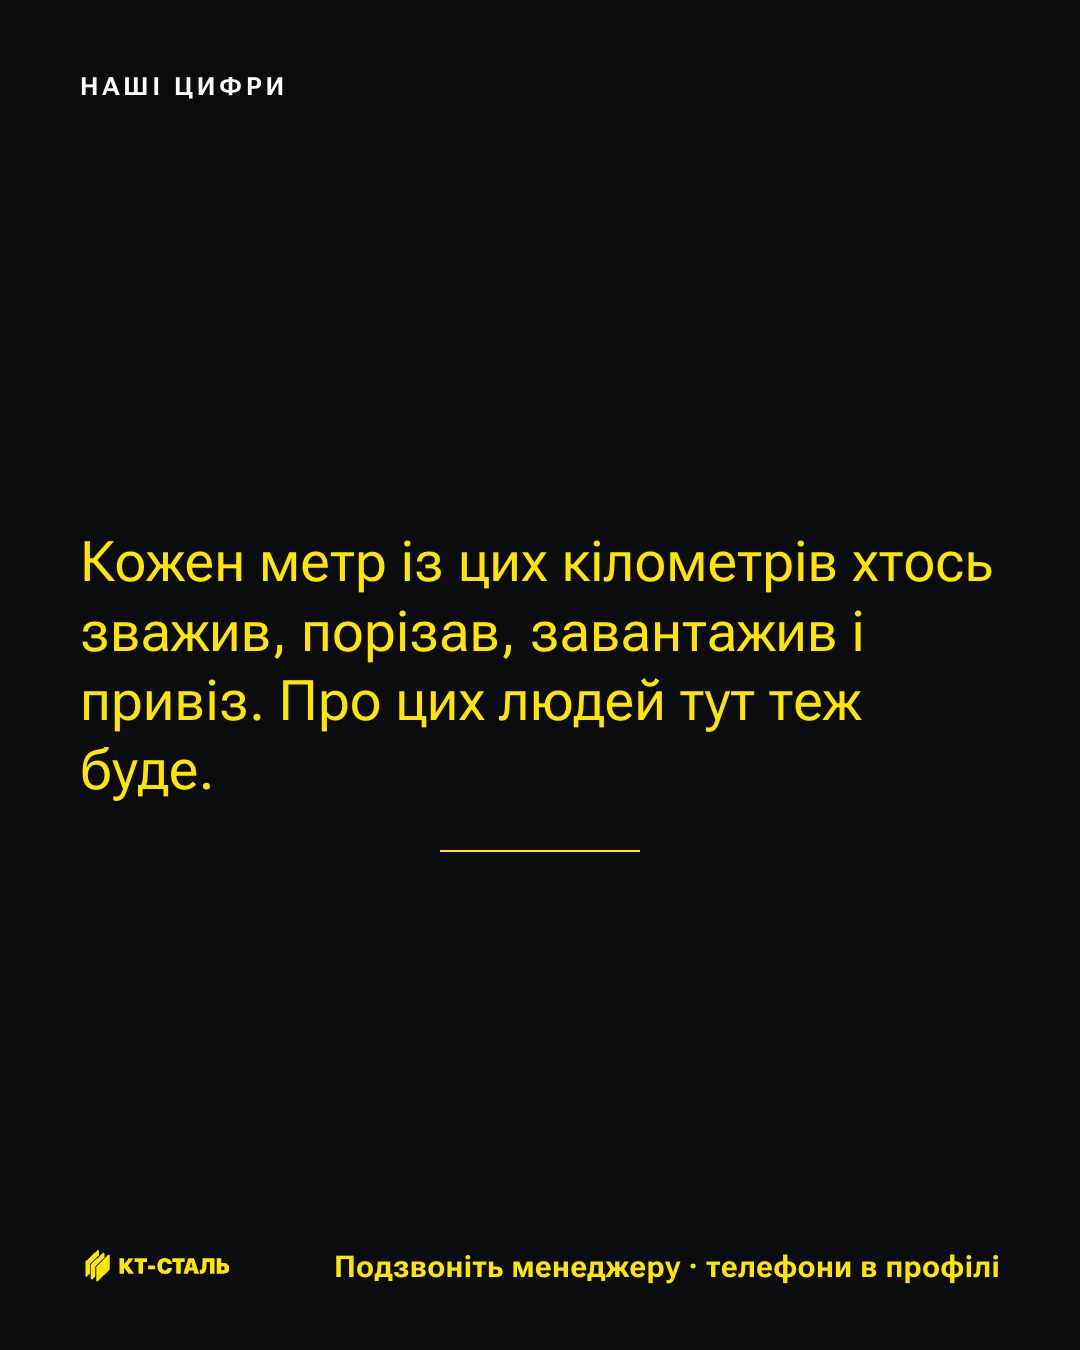 НАШІ ЦИФРИ
Кожен метр із цих кілометрів хтось
зважив, порізав, завантажив і
привіз. Про цих людей тут теж
буде.
КТ-СТАЛЬ
Подзвоніть менеджеру · телефони в профілі